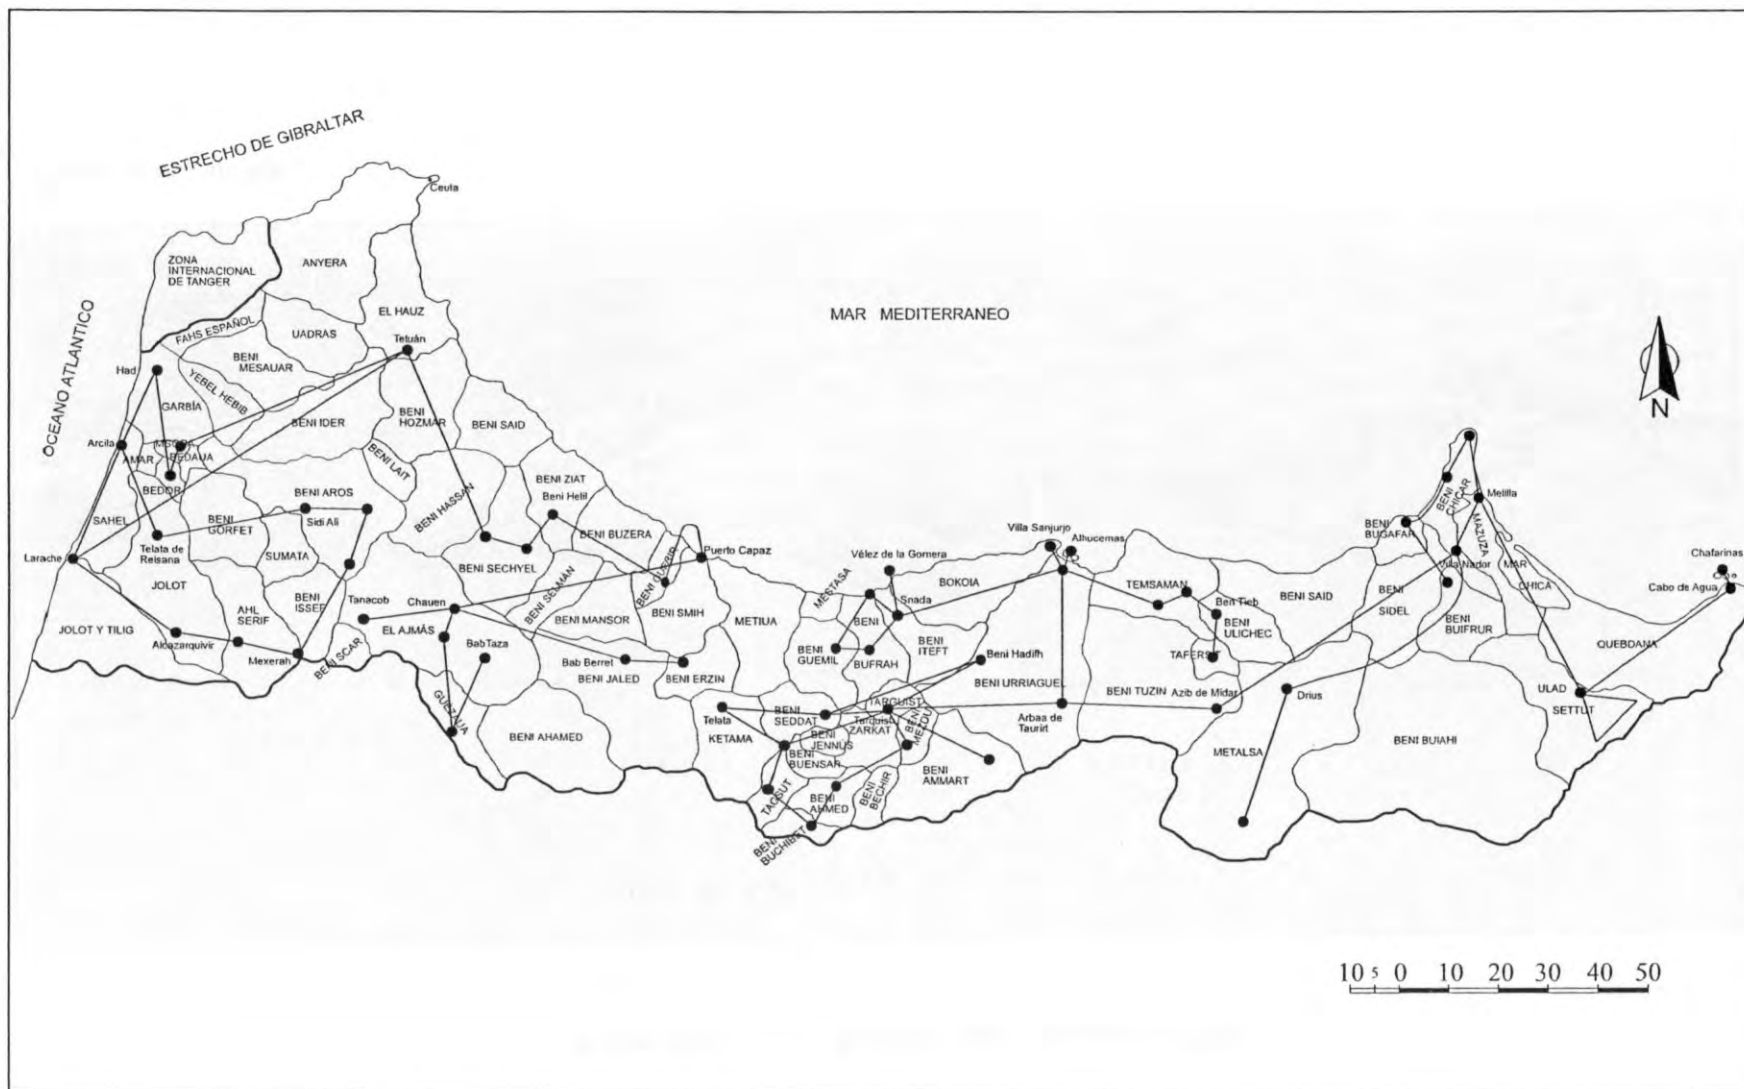 ESTRECHO DE GIBRALTAR
Ceuta
ZONA
INTERNACIONAL
DE TANGER
ANYERA
OCEANO ATLANTICO
FAHS ESPAÑOL
UADRAS
EL HAUZ
Tetuán
MAR MEDITERRANEO
N
Had
BENI
MESAUAR
YEBEL HEBIB
GARBÍA
BENI IDER
BENI
HOZMAR
BENI SAID
Arcila
AMAR
BEDAUA
BEDOR
BENI LAIT
BENI HASSAN
BENI ZIAT
Beni Helil
BENI AROS
Sidi Ali
SAHEL
BENI
GORFET
SUMATA
BENI BUZERA
Telata de
Reisana
Larache
JOLOT
BENI SECHYEL
BENI SELMAN
BENI GUERIR
Puerto Capaz
AHL
SERIF
BENI
ISSEF
Tanacob
Chauen
BENI MANSOR
BENI SMIH
METIUA
JOLOT Y TILIG
Alcazarquivir
Mexerah
BENI SCAR
EL AJMÁS
BabTaza
Bab Berret
BENI JALED
BENI ERZIN
GUEZAUA
BENI AHAMED
Villa Sanjurjo
Alhucemas
Vélez de la Gomera
BOKOIA
MESTASA
Snada
BENI
BUFRAH
BENI
GUEMIL
BENI
ITEFT
Beni Hadifh
BENI URRIAGUEL
TEMSAMAN
Ben Tieb
BENI
ULICHEC
TAFERSIT
BENI SAID
BENI TUZIN
Azib de Midar
Telata
KETAMA
BENI
SEDDAT
TARGUIST
Targuist
ZARKAT
BENI
MEZDUI
Arbaa de
Taurirt
BENI
JENNUS
BENI
BUENSAR
TAGSUT
BENI
AHMED
BENI
BECHIR
BENI
AMMART
BENI
BUCHIBET
Drius
METALSA
BENI BUIAHI
BENI
CHICAR
Melilla
BENI
BUGAFAR
MAZUZA
Villa Nador
MAR
CHICA
BENI
SIDEL
BENI
BUIFRUR
Chafarinas
Cabo de Agua
QUEBDANA
ULAD
SETTUT
10 5 0 10 20 30 40 50